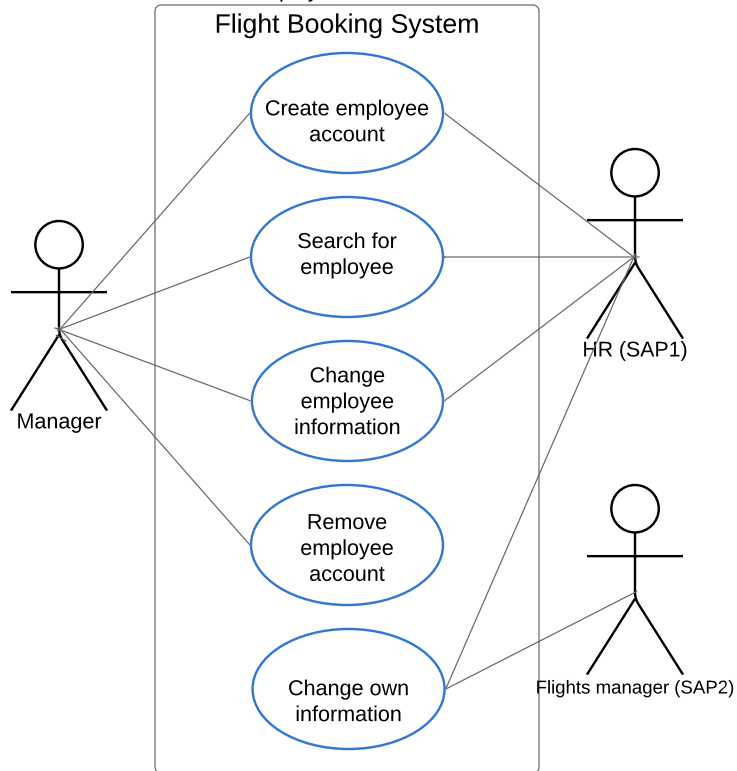 Flight Booking System
Create employee
account
Search for
employee
Change
employee
information
Remove
employee
account
Change own
information
Manager
HR (SAP1)
Flights manager (SAP2)